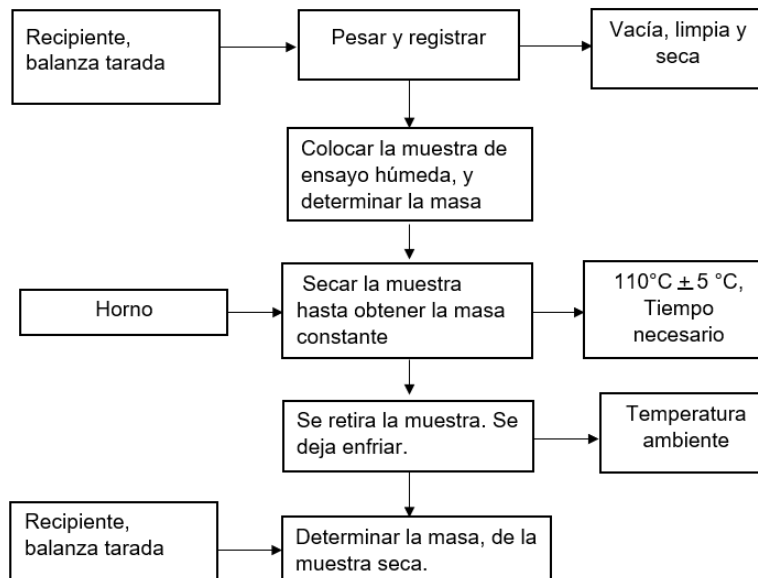 Recipiente,
balanza tarada
Pesar y registrar
Vacía, limpia y
seca
Colocar la muestra de
ensayo húmeda, y
determinar la masa
Horno
Secar la muestra
hasta obtener la masa
constante
110°C ± 5 °C,
Tiempo
necesario
Se retira la muestra. Se
deja enfriar.
Temperatura
ambiente
Recipiente,
balanza tarada
Determinar la masa, de la
muestra seca.